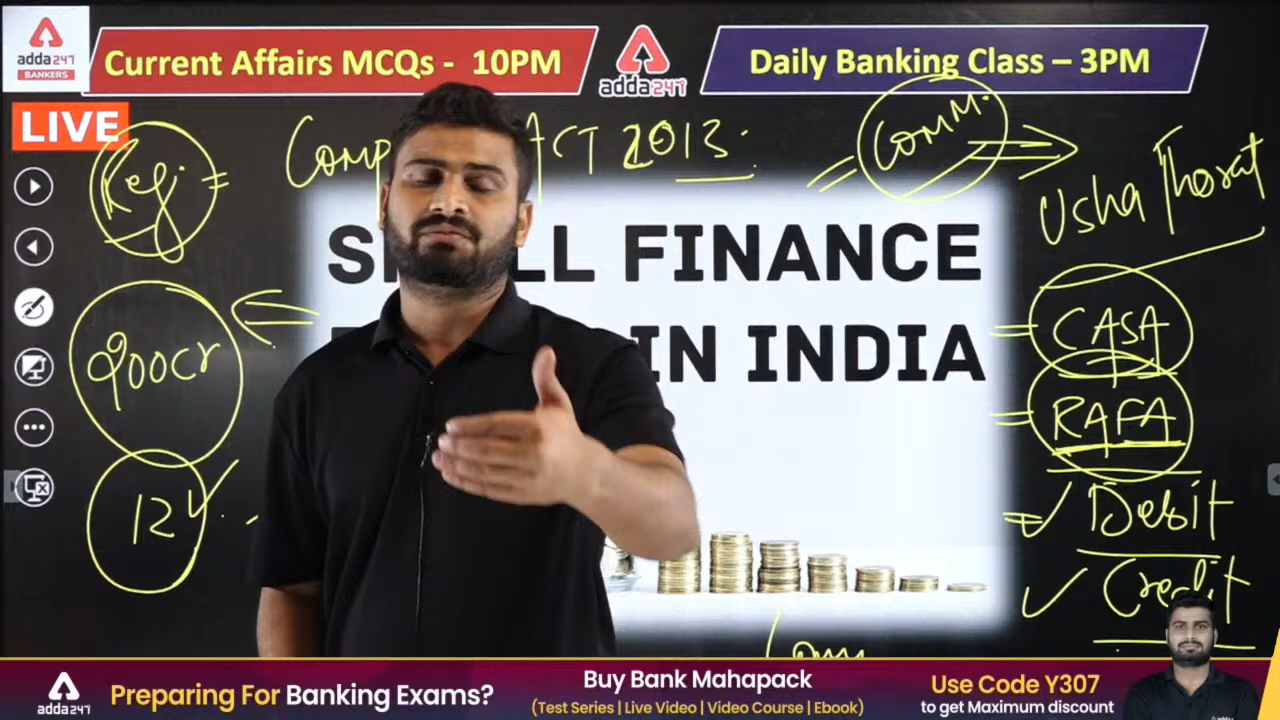 adda247
BANKERS
Current Affairs MCQs - 10PM
adda247
Daily Banking Class – 3PM
LIVE
Reg =
ACT 2013.
Comm.
Usha Thorat
FINANCE
IN INDIA
CASA
RAFA
Debit
Credit
900cr
12
adda247
Preparing For Banking Exams?
Buy Bank Mahapack
(Test Series | Live Video | Video Course | Ebook)
Use Code Y307
to get Maximum discount